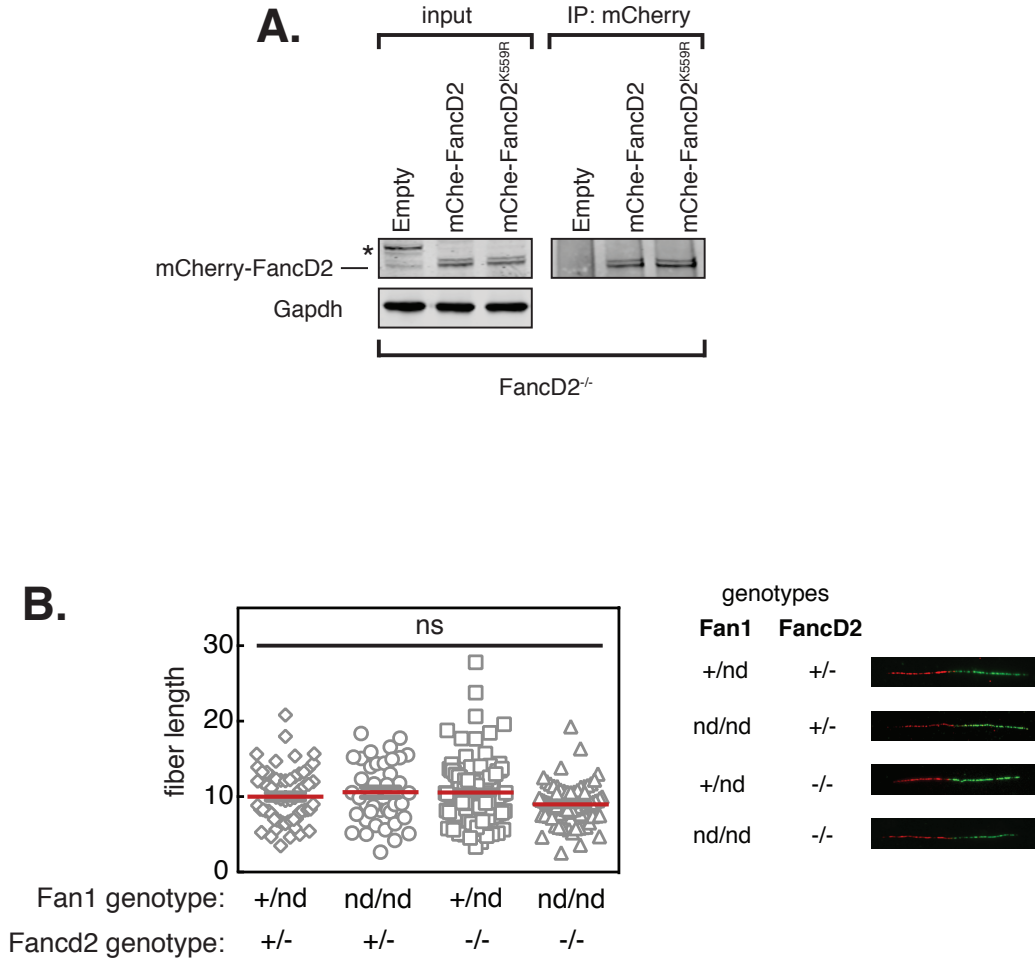 A.
input IP: mCherry
Empty
mChe-FancD2
mChe-FancD2K559R
Empty
mChe-FancD2
mChe-FancD2K559R
*
mCherry-FancD2
Gapdh
FancD2-/-
B.
ns
fiber length
30
20
10
0
Fan1 genotype: +/nd nd/nd +/nd nd/nd
Fancd2 genotype: +/- +/- -/- -/-
genotypes
Fan1 FancD2
+/nd +/-
nd/nd +/-
+/nd -/-
nd/nd -/-